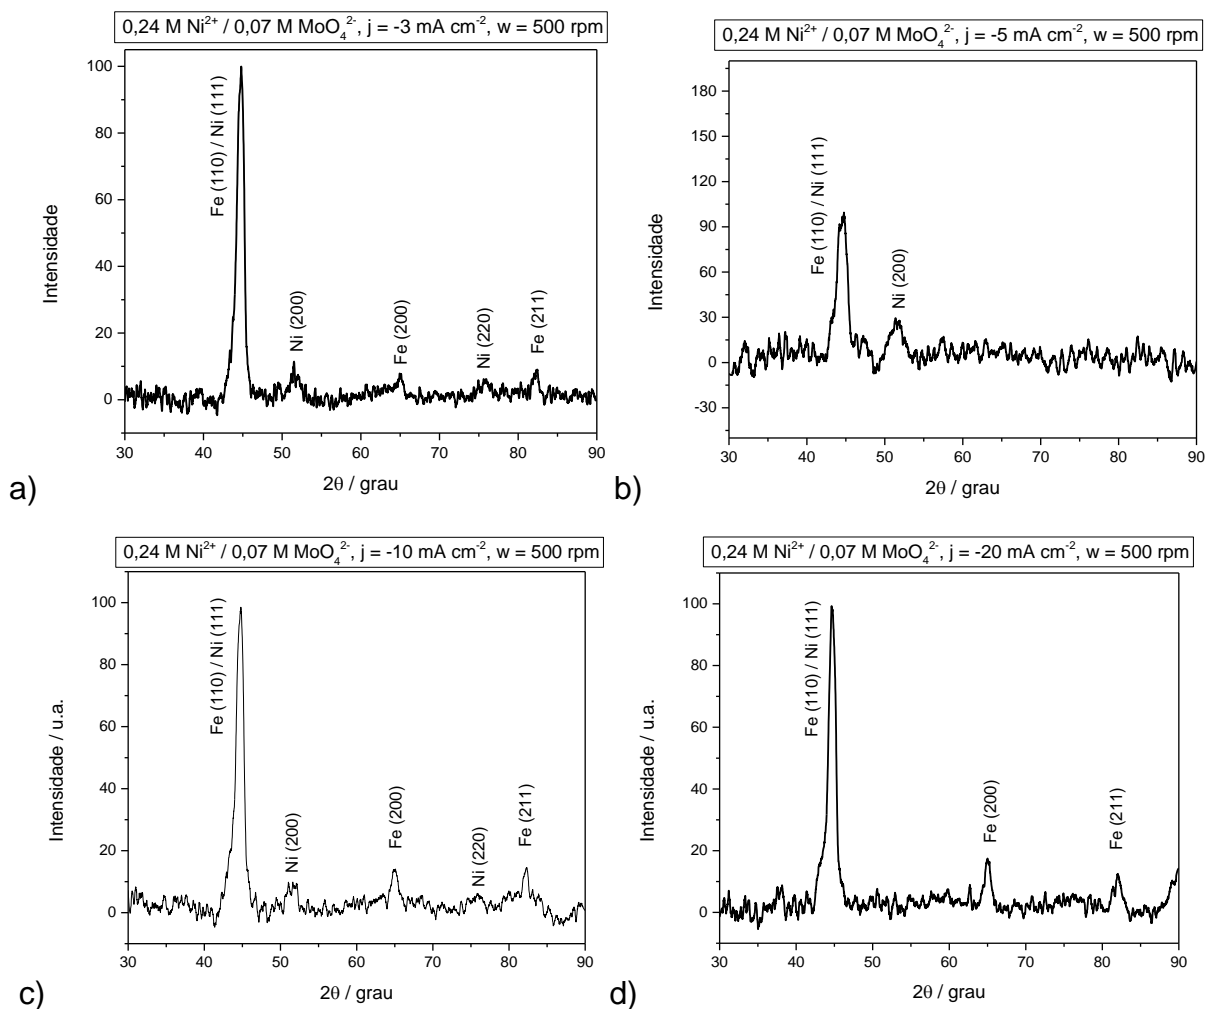 0,24 M Ni²⁺ / 0,07 M MoO₄²⁻, j = -3 mA cm⁻², w = 500 rpm
100
80
60
40
20
0
30 40 50 60 70 80 90
Intensidade
2θ / grau
Fe (110) / Ni (111)
Ni (200)
Fe (200)
Ni (220)
Fe (211)
a)
0,24 M Ni²⁺ / 0,07 M MoO₄²⁻, j = -5 mA cm⁻², w = 500 rpm
180
150
120
90
60
30
0
-30
30 40 50 60 70 80 90
Intensidade
2θ / grau
Fe (110) / Ni (111)
Ni (200)
b)
0,24 M Ni²⁺ / 0,07 M MoO₄²⁻, j = -10 mA cm⁻², w = 500 rpm
100
80
60
40
20
0
30 40 50 60 70 80 90
Intensidade / u.a.
2θ / grau
Fe (110) / Ni (111)
Ni (200)
Fe (200)
Ni (220)
Fe (211)
c)
0,24 M Ni²⁺ / 0,07 M MoO₄²⁻, j = -20 mA cm⁻², w = 500 rpm
100
80
60
40
20
0
30 40 50 60 70 80 90
Intensidade / u.a.
2θ / grau
Fe (110) / Ni (111)
Fe (200)
Fe (211)
d)